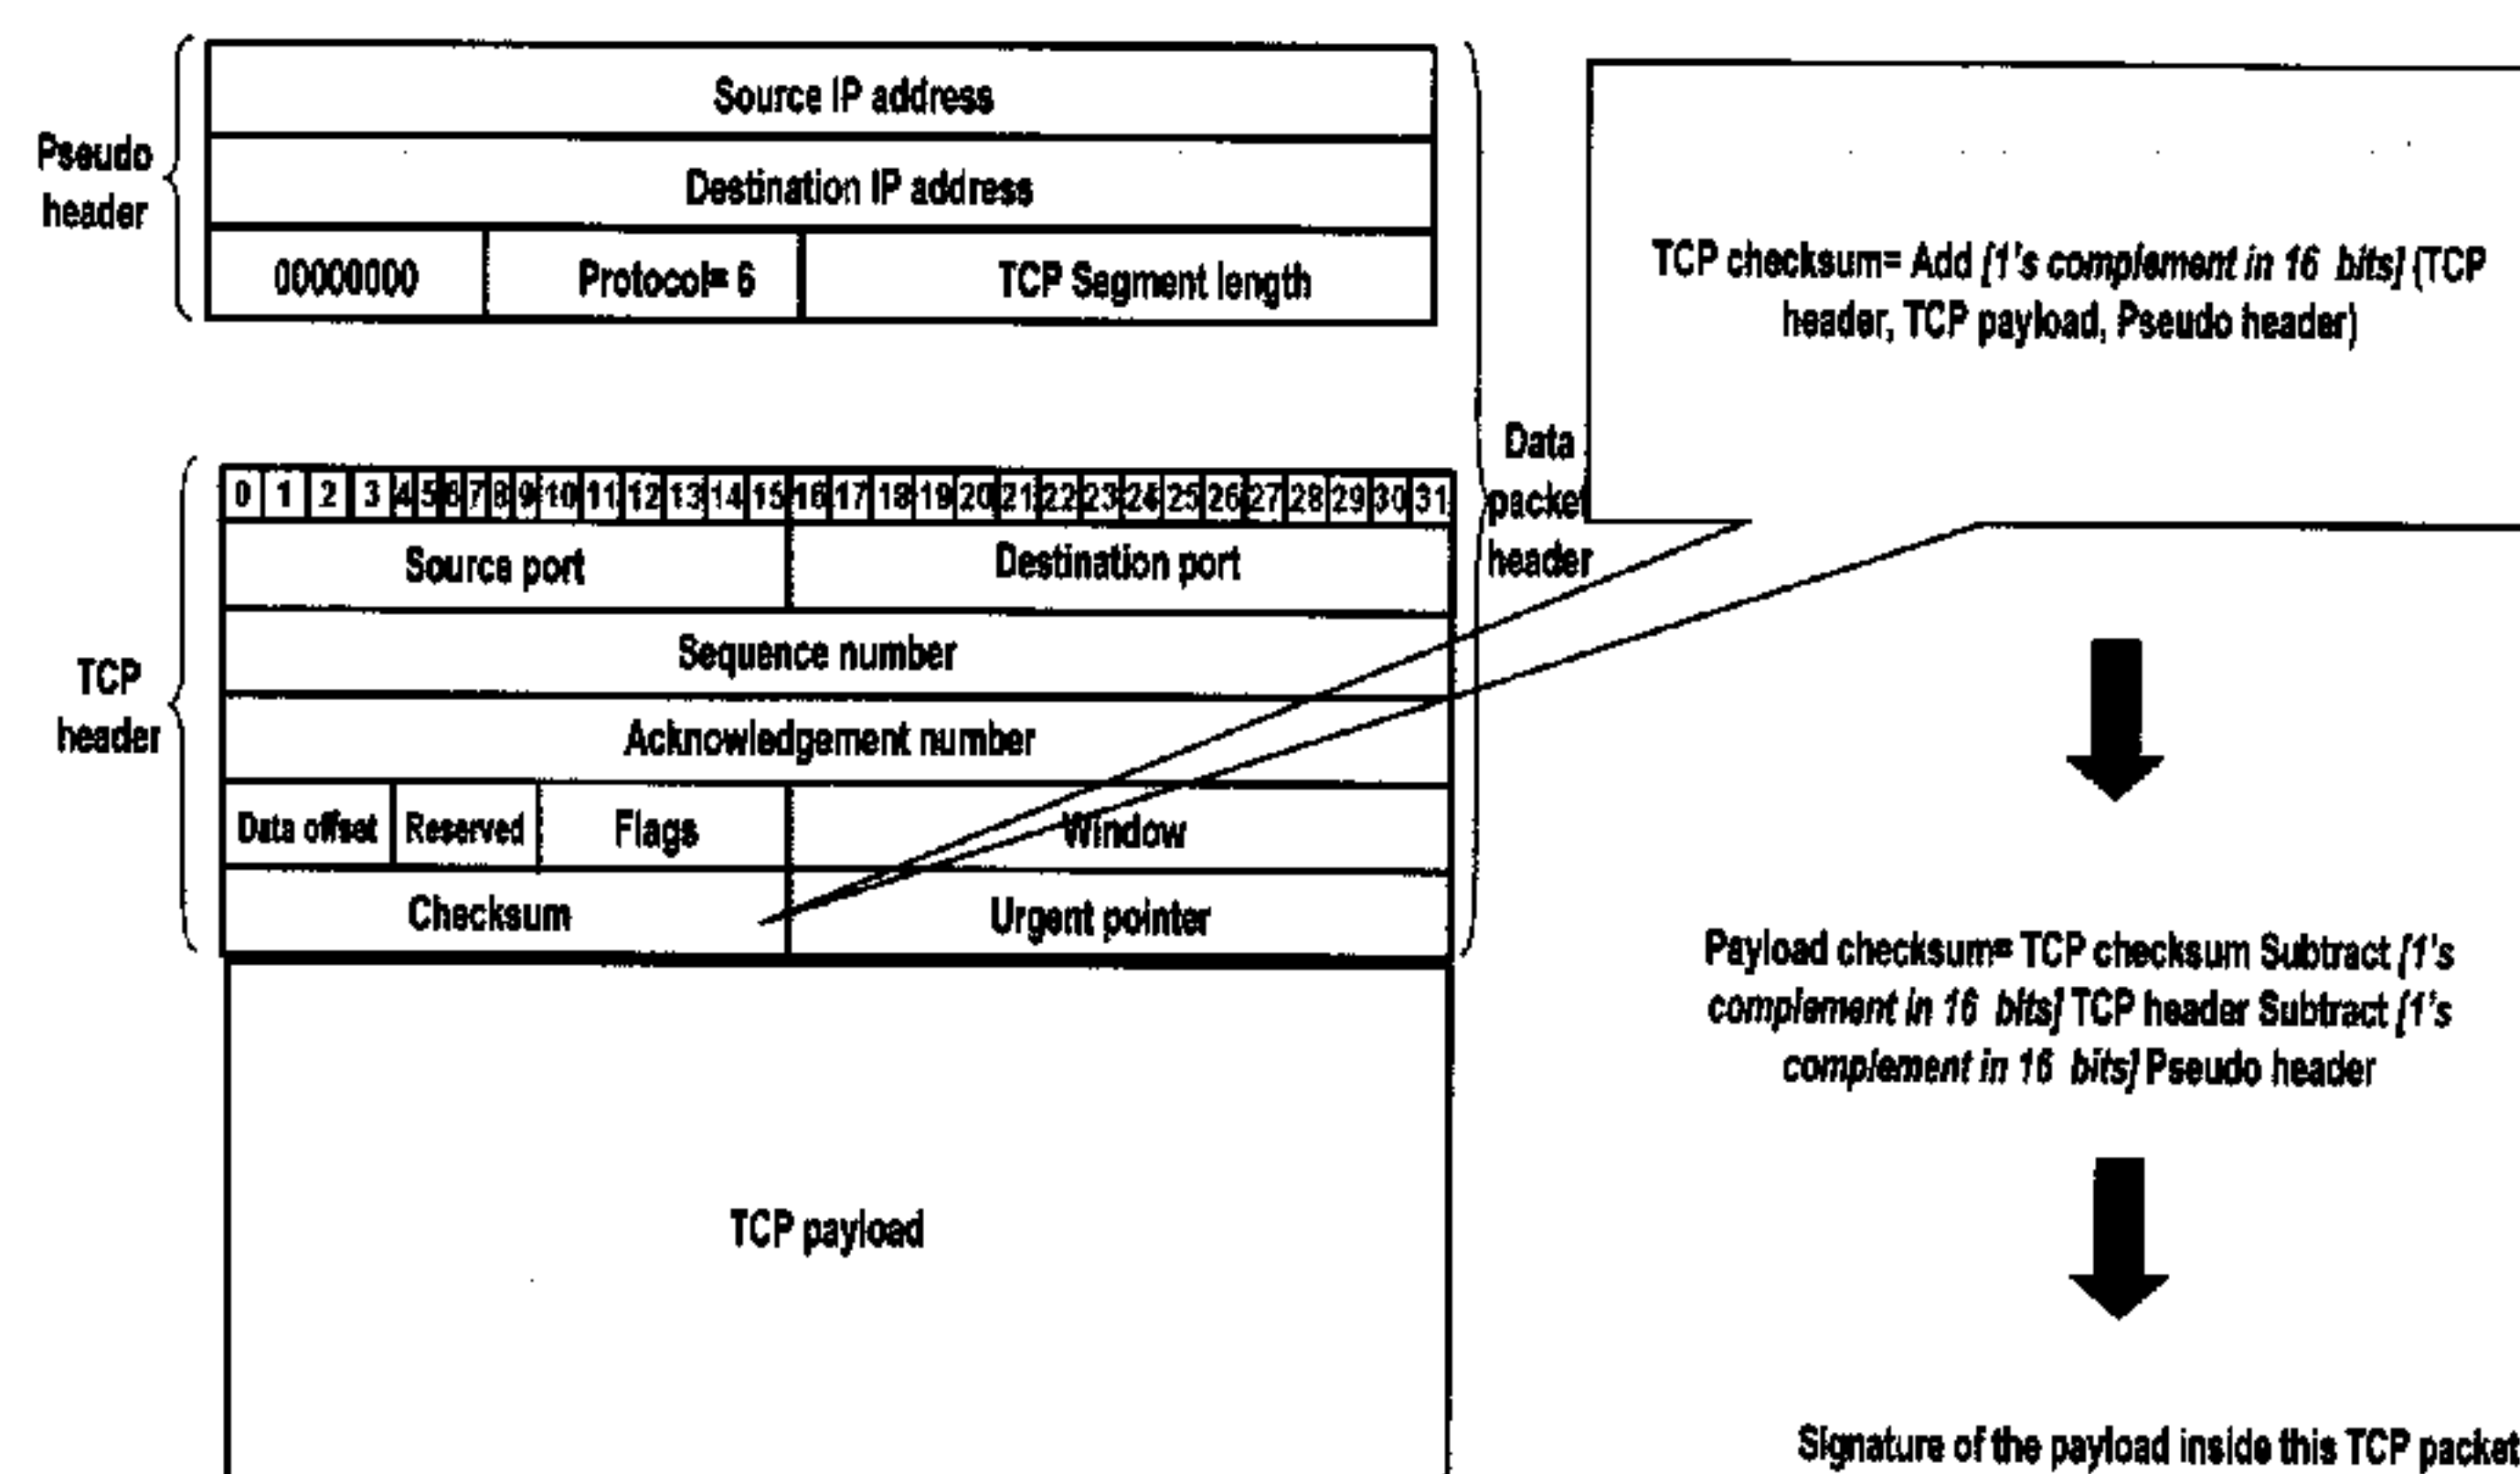 Source IP address
Pseudo
header
Destination IP address
00000000 Protocol= 6 TCP Segment length
TCP checksum= Add [1's complement in 16 bits] (TCP
header, TCP payload, Pseudo header)
Data
packet
header
0 1 2 3 4 5 6 7 8 9 10 11 12 13 14 15 16 17 18 19 20 21 22 23 24 25 26 27 28 29 30 31
Source port Destination port
Sequence number
TCP
header
Acknowledgement number
Data offset Reserved Flags Window
Checksum Urgent pointer
Payload checksum= TCP checksum Subtract [1's
complement in 16 bits] TCP header Subtract [1's
complement in 16 bits] Pseudo header
TCP payload
Signature of the payload inside this TCP packet